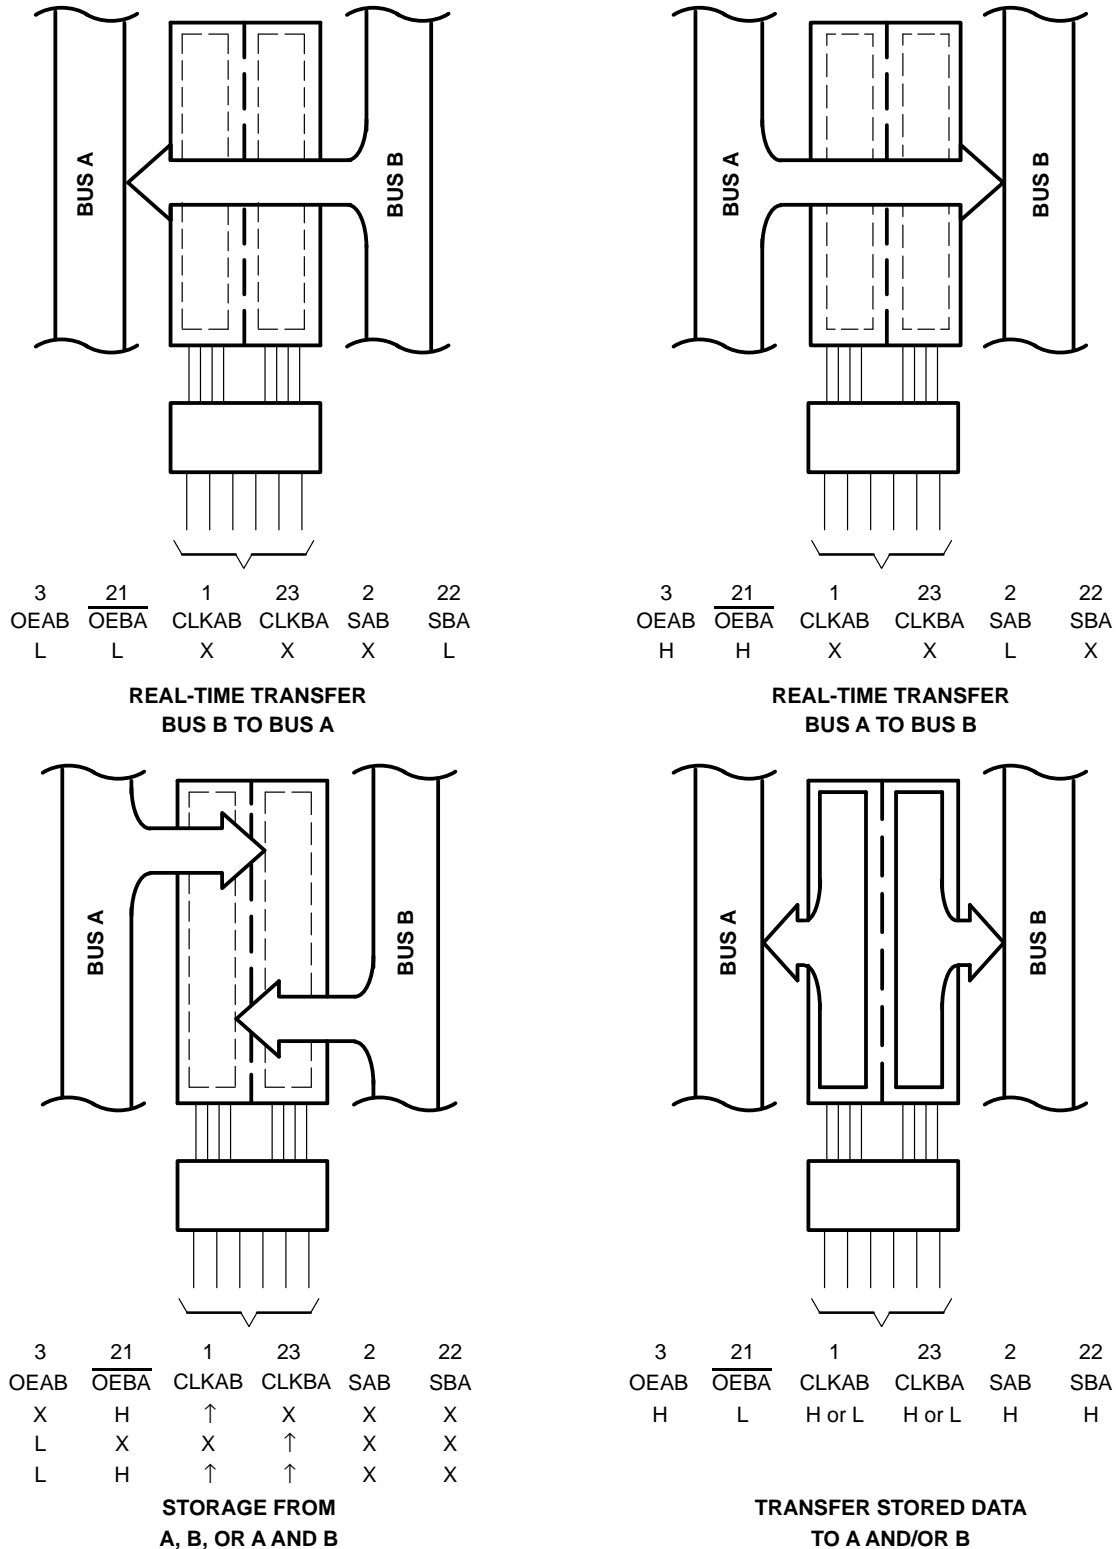 BUS A
BUS B
3 21 1 23 2 22
OEAB OEBA CLKAB CLKBA SAB SBA
L L X X X L
REAL-TIME TRANSFER
BUS B TO BUS A
BUS A
BUS B
3 21 1 23 2 22
OEAB OEBA CLKAB CLKBA SAB SBA
H H X X L X
REAL-TIME TRANSFER
BUS A TO BUS B
BUS A
BUS B
3 21 1 23 2 22
OEAB OEBA CLKAB CLKBA SAB SBA
X H ↑ X X X
L X X ↑ X X
L H ↑ ↑ X X
STORAGE FROM
A, B, OR A AND B
BUS A
BUS B
3 21 1 23 2 22
OEAB OEBA CLKAB CLKBA SAB SBA
H L H or L H or L H H
TRANSFER STORED DATA
TO A AND/OR B